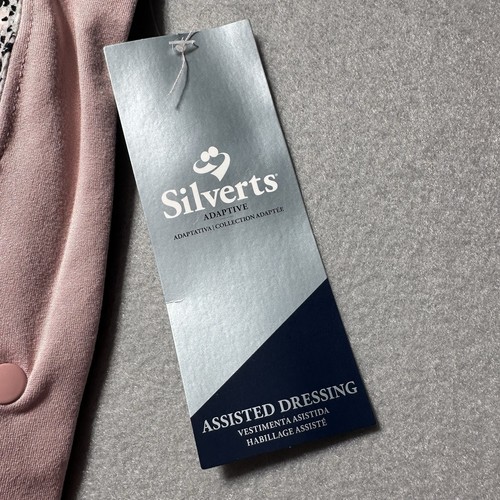 Silverts®
ADAPTIVE
ADAPTATIVA | COLLECTION ADAPTÉE
ASSISTED DRESSING
VESTIMENTA ASISTIDA
HABILLAGE ASSISTÉ